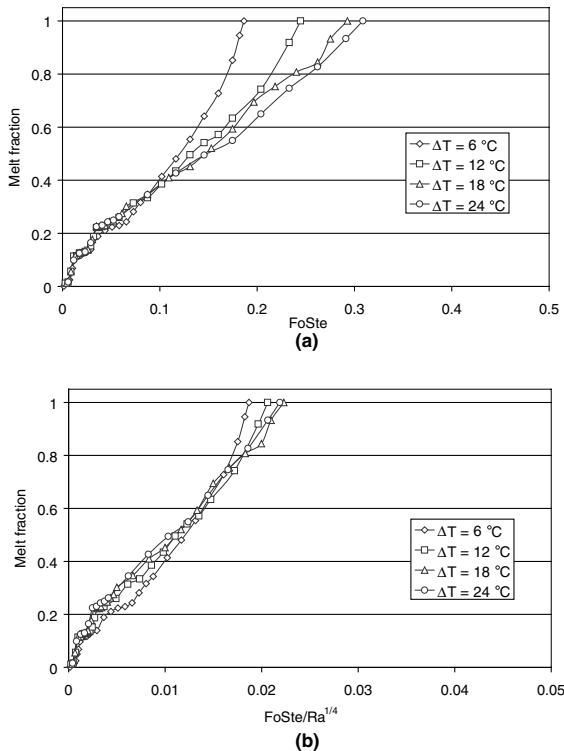 1
0.8
0.6
0.4
0.2
0
Melt fraction
ΔT = 6 °C
ΔT = 12 °C
ΔT = 18 °C
ΔT = 24 °C
0 0.1 0.2 0.3 0.4 0.5
FoSte
(a)
1
0.8
0.6
0.4
0.2
0
Melt fraction
ΔT = 6 °C
ΔT = 12 °C
ΔT = 18 °C
ΔT = 24 °C
0 0.01 0.02 0.03 0.04 0.05
FoSte/Ra^1/4
(b)